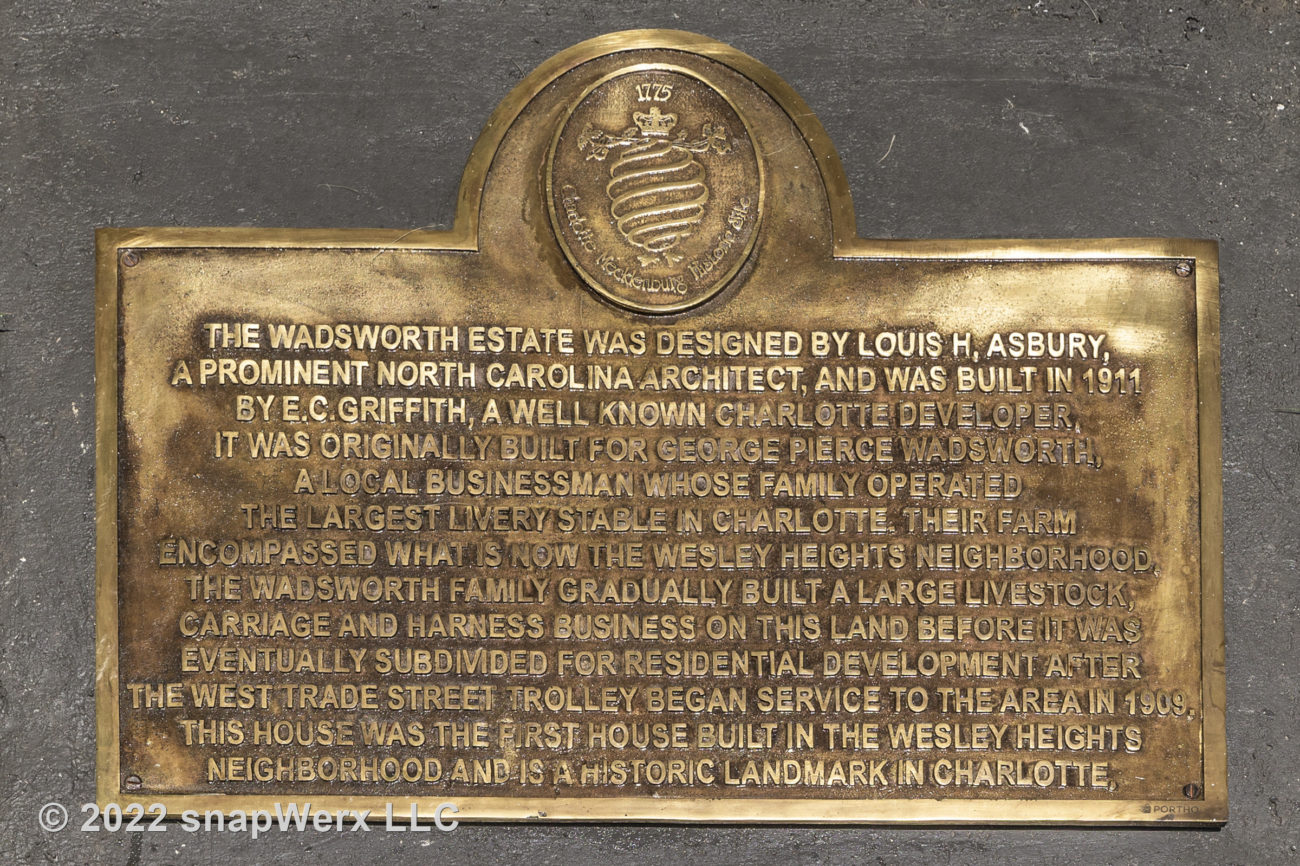 1775
Charlotte Mecklenburg Historic Site
THE WADSWORTH ESTATE WAS DESIGNED BY LOUIS H, ASBURY,
A PROMINENT NORTH CAROLINA ARCHITECT, AND WAS BUILT IN 1911
BY E.C.GRIFFITH, A WELL KNOWN CHARLOTTE DEVELOPER,
IT WAS ORIGINALLY BUILT FOR GEORGE PIERCE WADSWORTH,
A LOCAL BUSINESSMAN WHOSE FAMILY OPERATED
THE LARGEST LIVERY STABLE IN CHARLOTTE. THEIR FARM
ENCOMPASSED WHAT IS NOW THE WESLEY HEIGHTS NEIGHBORHOOD,
THE WADSWORTH FAMILY GRADUALLY BUILT A LARGE LIVESTOCK,
CARRIAGE AND HARNESS BUSINESS ON THIS LAND BEFORE IT WAS
EVENTUALLY SUBDIVIDED FOR RESIDENTIAL DEVELOPMENT AFTER
THE WEST TRADE STREET TROLLEY BEGAN SERVICE TO THE AREA IN 1909.
THIS HOUSE WAS THE FIRST HOUSE BUILT IN THE WESLEY HEIGHTS
NEIGHBORHOOD AND IS A HISTORIC LANDMARK IN CHARLOTTE,
PORTHO
© 2022 snapWerx LLC